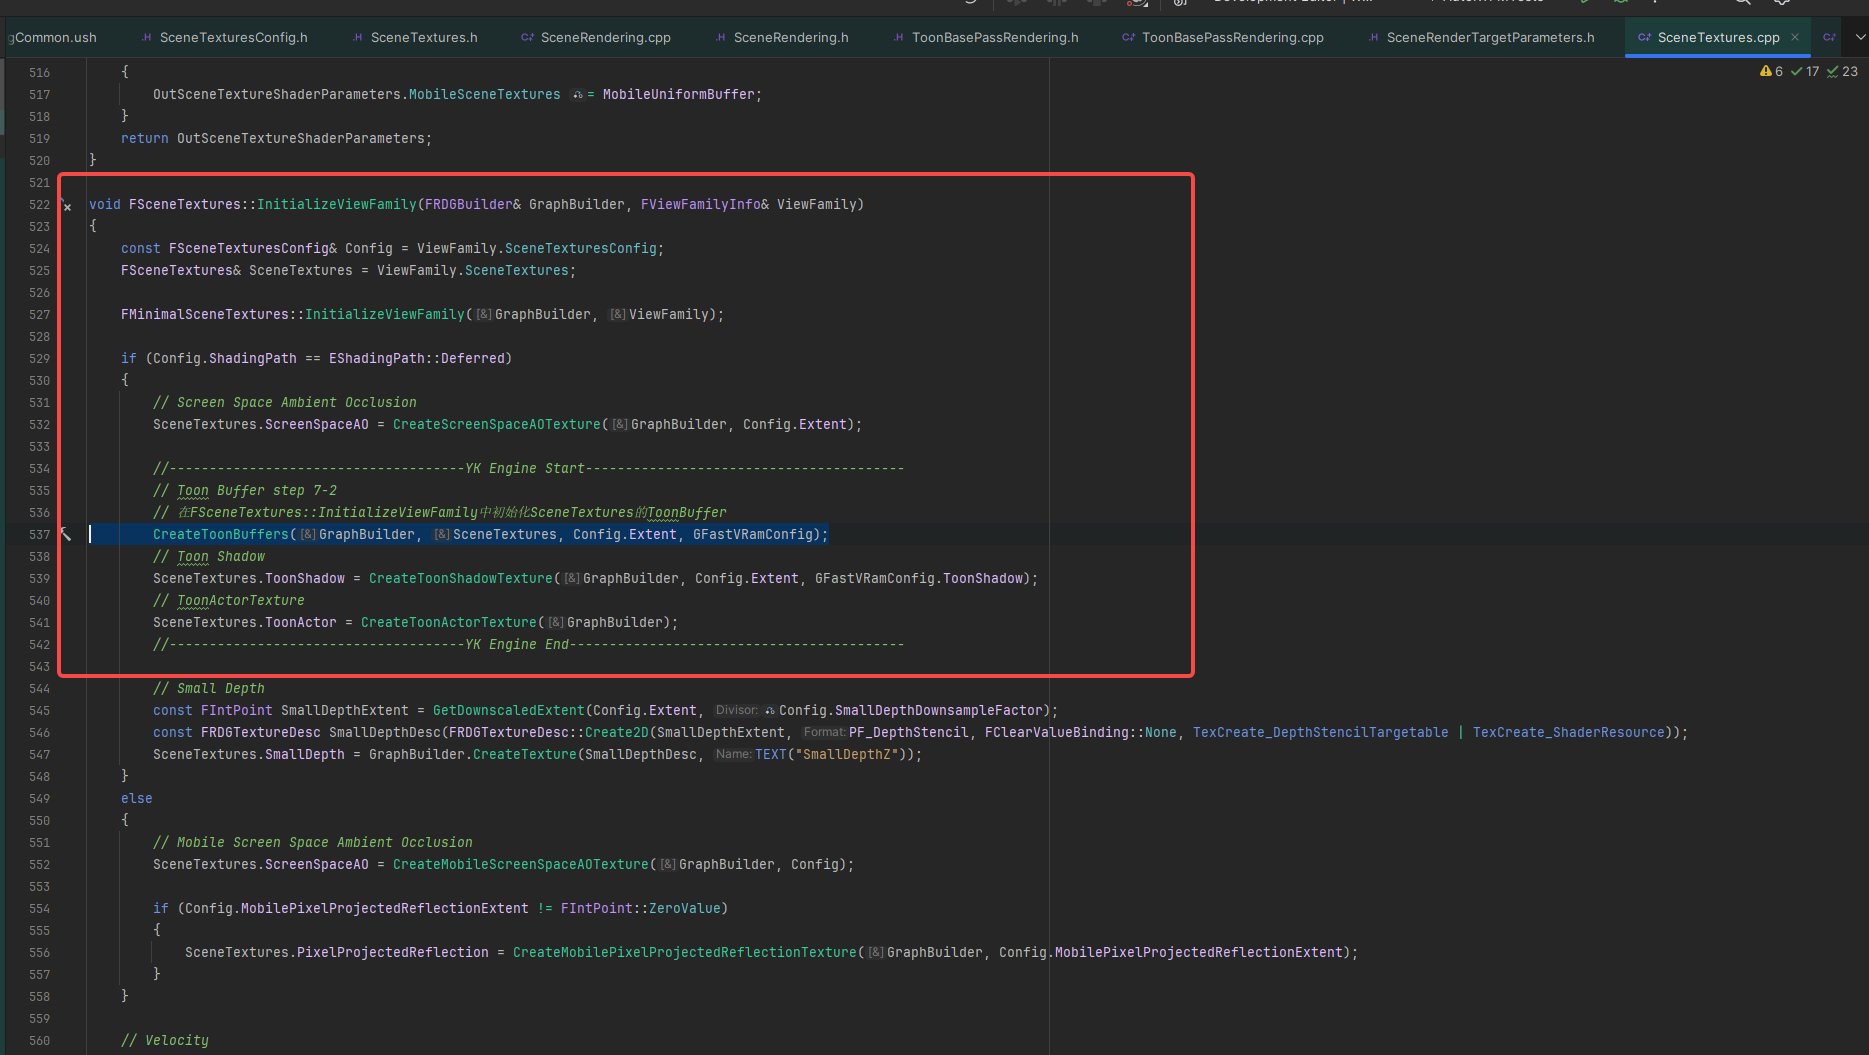 gCommon.ush SceneTexturesConfig.h SceneTextures.h SceneRendering.cpp SceneRendering.h ToonBasePassRendering.h ToonBasePassRendering.cpp SceneRenderTargetParameters.h SceneTextures.cpp
6 17 23
516 {
517 OutSceneTextureShaderParameters.MobileSceneTextures = MobileUniformBuffer;
518 }
519 return OutSceneTextureShaderParameters;
520 }
521
522 void FSceneTextures::InitializeViewFamily(FRDGBuilder& GraphBuilder, FViewFamilyInfo& ViewFamily)
523 {
524 const FSceneTexturesConfig& Config = ViewFamily.SceneTexturesConfig;
525 FSceneTextures& SceneTextures = ViewFamily.SceneTextures;
526
527 FMinimalSceneTextures::InitializeViewFamily([&]GraphBuilder, [&]ViewFamily);
528
529 if (Config.ShadingPath == EShadingPath::Deferred)
530 {
531 // Screen Space Ambient Occlusion
532 SceneTextures.ScreenSpaceAO = CreateScreenSpaceAOTexture([&]GraphBuilder, Config.Extent);
533
534 //-------------------------------------YK Engine Start----------------------------------------
535 // Toon Buffer step 7-2
536 // 在FSceneTextures::InitializeViewFamily中初始化SceneTextures的ToonBuffer
537 CreateToonBuffers([&]GraphBuilder, [&]SceneTextures, Config.Extent, GFastVRamConfig);
538 // Toon Shadow
539 SceneTextures.ToonShadow = CreateToonShadowTexture([&]GraphBuilder, Config.Extent, GFastVRamConfig.ToonShadow);
540 // ToonActorTexture
541 SceneTextures.ToonActor = CreateToonActorTexture([&]GraphBuilder);
542 //-------------------------------------YK Engine End------------------------------------------
543
544 // Small Depth
545 const FIntPoint SmallDepthExtent = GetDownscaledExtent(Config.Extent, Divisor: Config.SmallDepthDownsampleFactor);
546 const FRDGTextureDesc SmallDepthDesc(FRDGTextureDesc::Create2D(SmallDepthExtent, Format: PF_DepthStencil, FClearValueBinding::None, TexCreate_DepthStencilTargetable | TexCreate_ShaderResource));
547 SceneTextures.SmallDepth = GraphBuilder.CreateTexture(SmallDepthDesc, Name: TEXT("SmallDepthZ"));
548 }
549 else
550 {
551 // Mobile Screen Space Ambient Occlusion
552 SceneTextures.ScreenSpaceAO = CreateMobileScreenSpaceAOTexture([&]GraphBuilder, Config);
553
554 if (Config.MobilePixelProjectedReflectionExtent != FIntPoint::ZeroValue)
555 {
556 SceneTextures.PixelProjectedReflection = CreateMobilePixelProjectedReflectionTexture([&]GraphBuilder, Config.MobilePixelProjectedReflectionExtent);
557 }
558 }
559
560 // Velocity